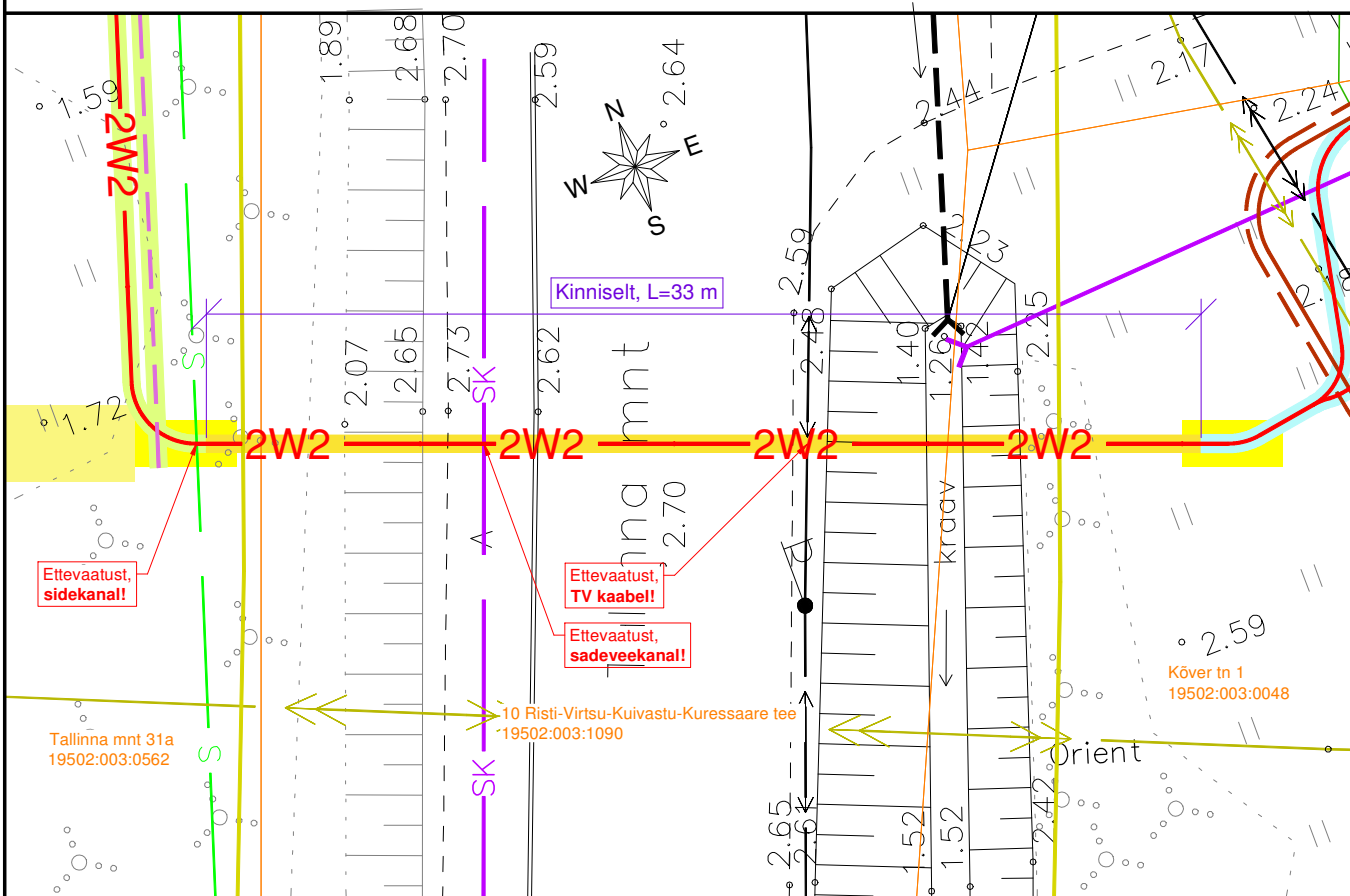 1.89
2.68
2.70
2.59
2.64
2.44
2.17
2.24
1.59
2W2
N
E
W
S
2.59
23
Kinniselt, L=33 m
S
2.07
2.65
2.73
SK
2.62
mnt
2.48
1.40
1.26
1.42
2.25
1.72
2W2
2W2
2W2
2W2
A
2.70
kraav
Ettevaatust,
sidekanal!
Ettevaatust,
TV kaabel!
Ettevaatust,
sadeveekanal!
2.59
Kõver tn 1
19502:003:0048
10 Risti-Virtsu-Kuivastu-Kuressaare tee
19502:003:1090
Tallinna mnt 31a
19502:003:0562
S
SK
Orient
2.65
2.61
1.52
1.52
2.42